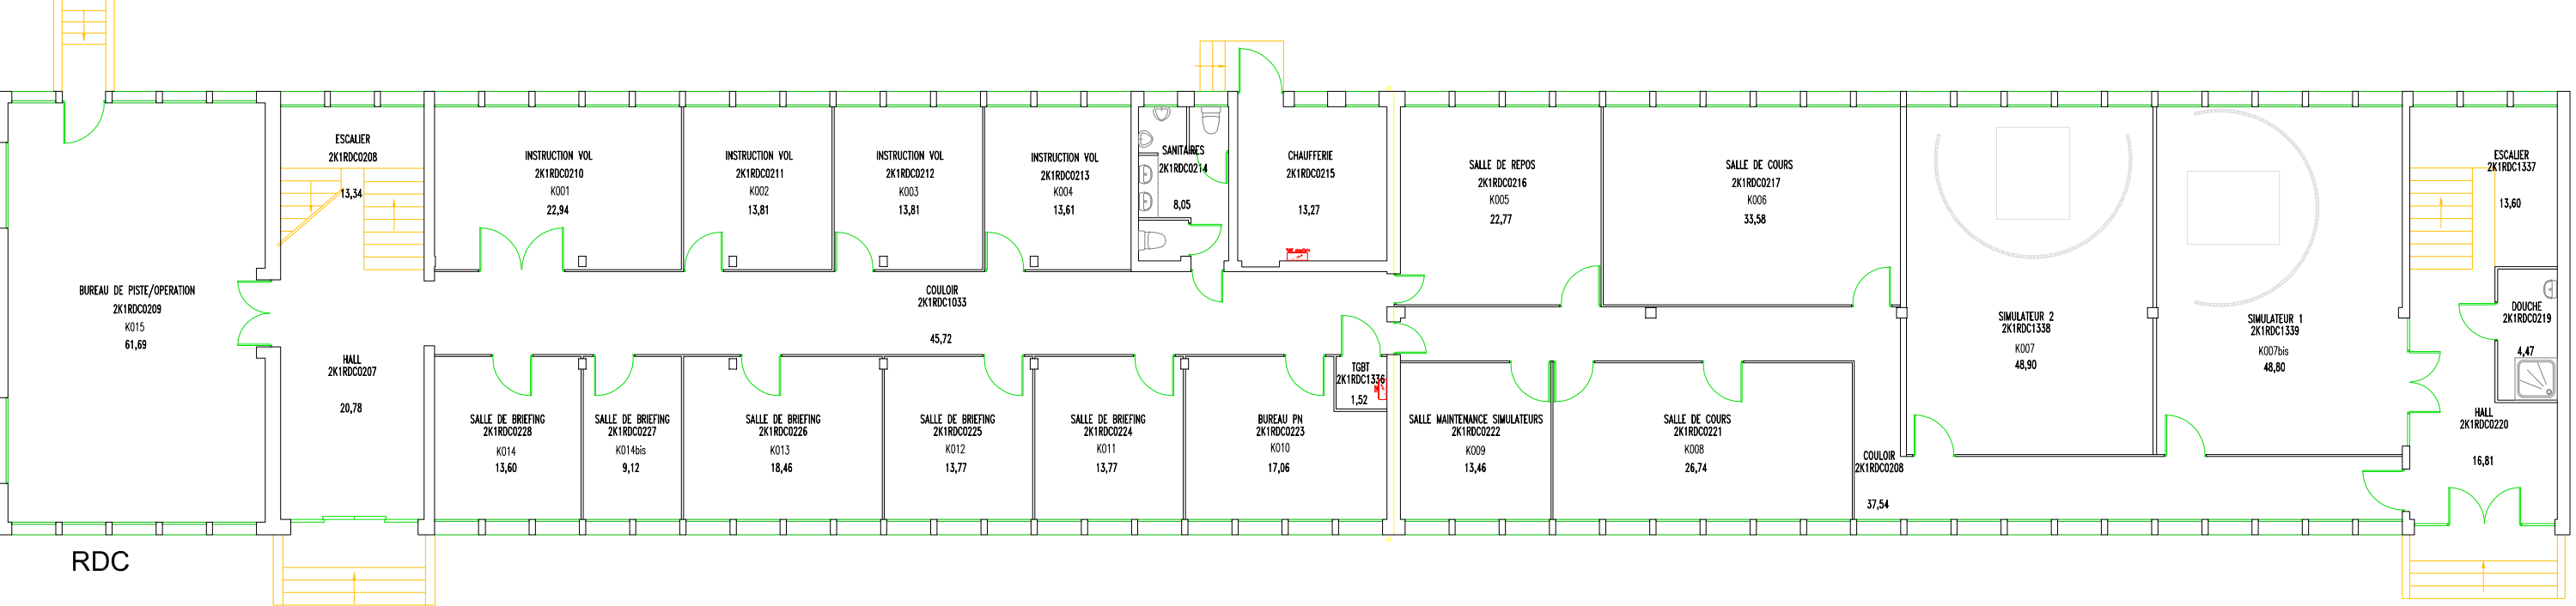 BUREAU DE PISTE/OPERATION
2K1RDC0209
K015
61,69
ESCALIER
2K1RDC0208
13,34
HALL
2K1RDC0207
20,78
INSTRUCTION VOL
2K1RDC0210
K001
22,94
INSTRUCTION VOL
2K1RDC0211
K002
13,81
INSTRUCTION VOL
2K1RDC0212
K003
13,81
INSTRUCTION VOL
2K1RDC0213
K004
13,61
SANITAIRES
2K1RDC0214
8,05
CHAUFFERIE
2K1RDC0215
13,27
SALLE DE REPOS
2K1RDC0216
K005
22,77
SALLE DE COURS
2K1RDC0217
K006
33,58
COULOIR
2K1RDC1033
45,72
SIMULATEUR 2
2K1RDC1338
K007
48,90
SIMULATEUR 1
2K1RDC1339
K007bis
48,80
ESCALIER
2K1RDC1337
13,60
DOUCHE
2K1RDC0219
4,47
HALL
2K1RDC0220
16,81
SALLE DE BRIEFING
2K1RDC0228
K014
13,60
SALLE DE BRIEFING
2K1RDC0227
K014bis
9,12
SALLE DE BRIEFING
2K1RDC0226
K013
18,46
SALLE DE BRIEFING
2K1RDC0225
K012
13,77
SALLE DE BRIEFING
2K1RDC0224
K011
13,77
BUREAU PN
2K1RDC0223
K010
17,06
TGBT
2K1RDC1336
1,52
SALLE MAINTENANCE SIMULATEURS
2K1RDC0222
K009
13,46
SALLE DE COURS
2K1RDC0221
K008
26,74
COULOIR
2K1RDC0208
37,54
RDC